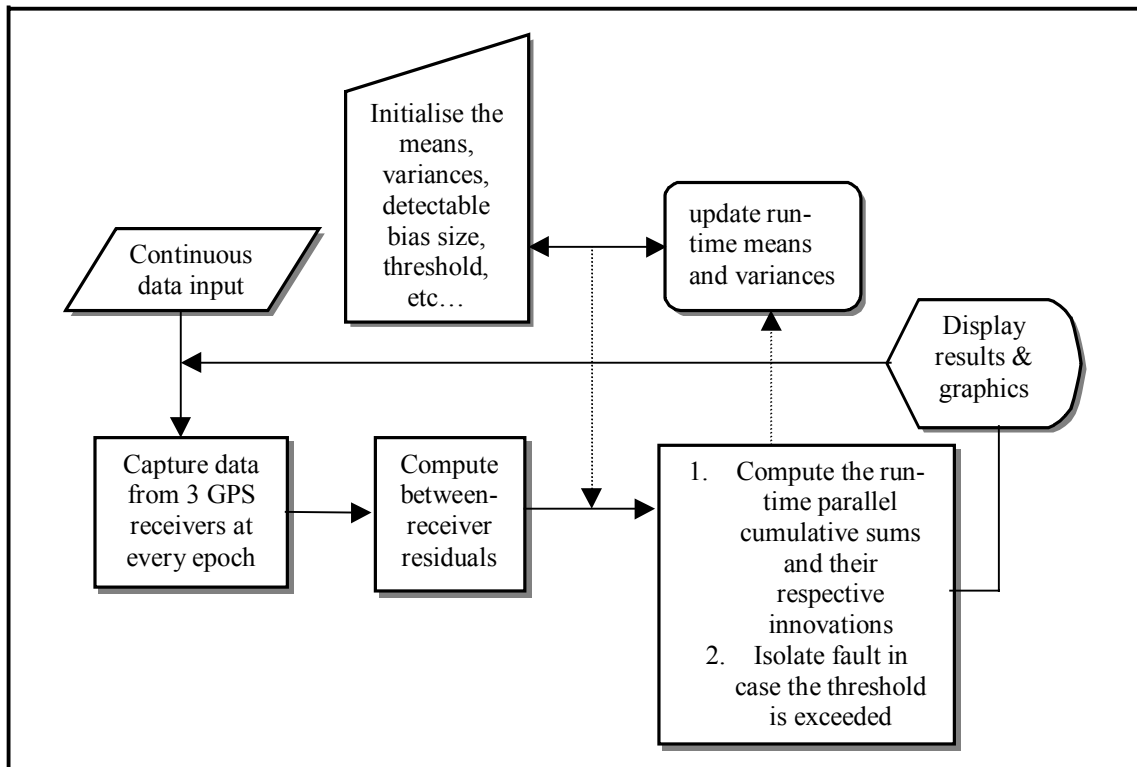 Initialise the
means,
variances,
detectable
bias size,
threshold,
etc…
update run-
time means
and variances
Continuous
data input
Display
results &
graphics
Capture data
from 3 GPS
receivers at
every epoch
Compute
between-
receiver
residuals
1. Compute the run-
time parallel
cumulative sums
and their
respective
innovations
2. Isolate fault in
case the threshold
is exceeded